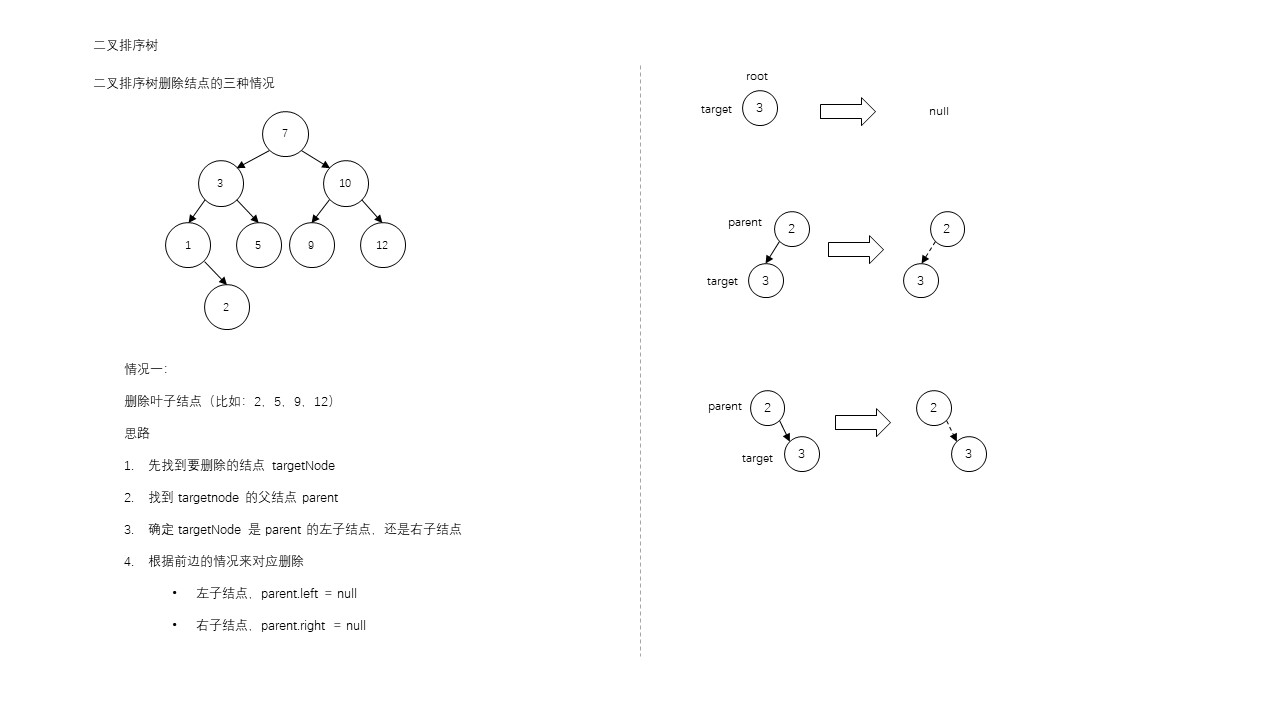 二叉排序树
二叉排序树删除结点的三种情况
7
3
10
1
5
9
12
2
情况一：
删除叶子结点（比如：2，5，9，12）
思路
1. 先找到要删除的结点 targetNode
2. 找到 targetnode 的父结点 parent
3. 确定 targetNode 是 parent 的左子结点，还是右子结点
4. 根据前边的情况来对应删除
• 左子结点，parent.left = null
• 右子结点，parent.right = null
root
target 3 null
parent 2 2
target 3 3
parent 2 2
target 3 3